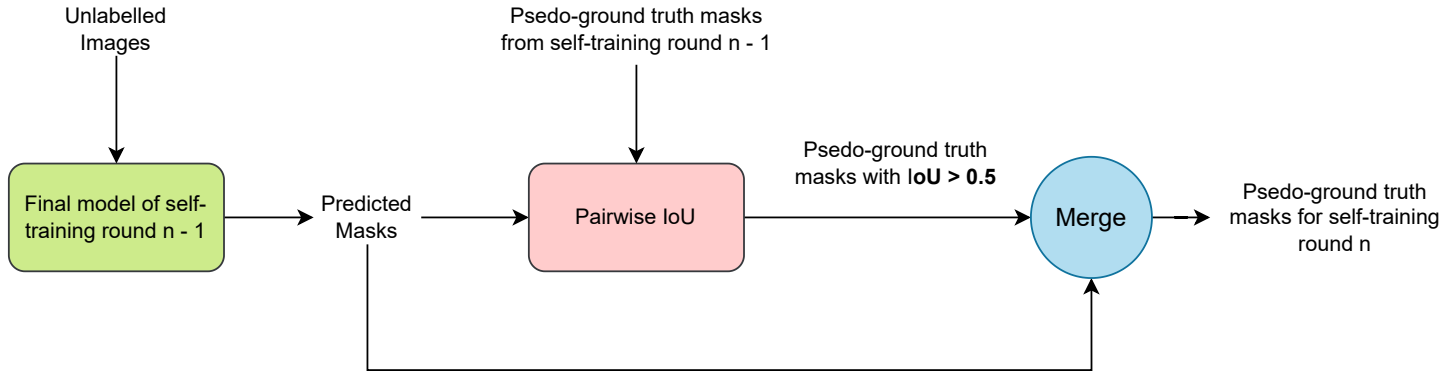 Unlabelled
Images
Psedo-ground truth masks
from self-training round n - 1
Final model of self-
training round n - 1
Predicted
Masks
Pairwise IoU
Psedo-ground truth
masks with IoU > 0.5
Merge
Psedo-ground truth
masks for self-training
round n